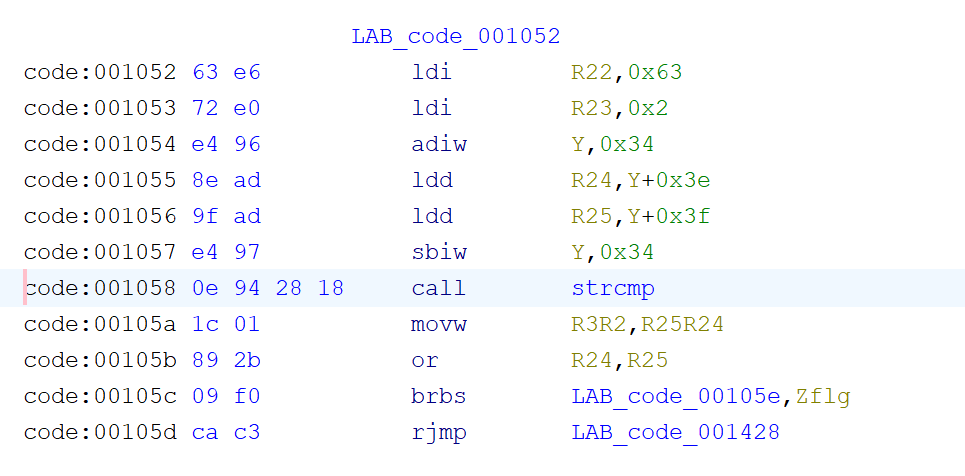 LAB_code_001052
code:001052 63 e6 ldi R22,0x63
code:001053 72 e0 ldi R23,0x2
code:001054 e4 96 adiw Y,0x34
code:001055 8e ad ldd R24,Y+0x3e
code:001056 9f ad ldd R25,Y+0x3f
code:001057 e4 97 sbiw Y,0x34
code:001058 0e 94 28 18 call strcmp
code:00105a 1c 01 movw R3R2,R25R24
code:00105b 89 2b or R24,R25
code:00105c 09 f0 brbs LAB_code_00105e,Zflg
code:00105d ca c3 rjmp LAB_code_001428